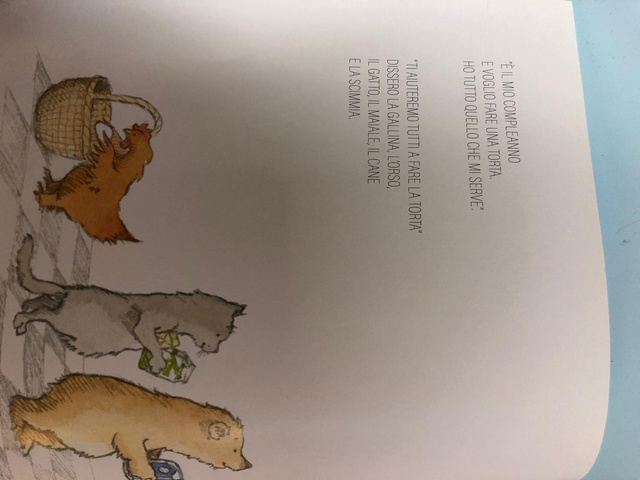 "È IL MIO COMPLEANNO
E VOGLIO FARE UNA TORTA.
HO TUTTO QUELLO CHE MI SERVE".
"TI AIUTEREMO TUTTI A FARE LA TORTA"
DISSERO LA GALLINA, L'ORSO,
IL GATTO, IL MAIALE, IL CANE
E LA SCIMMIA.